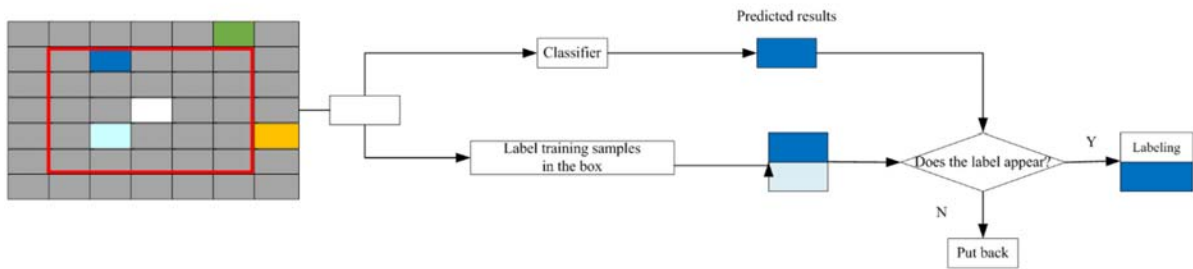 Predicted results
Classifier
Label training samples
in the box
Does the label appear?
Y
Labeling
N
Put back